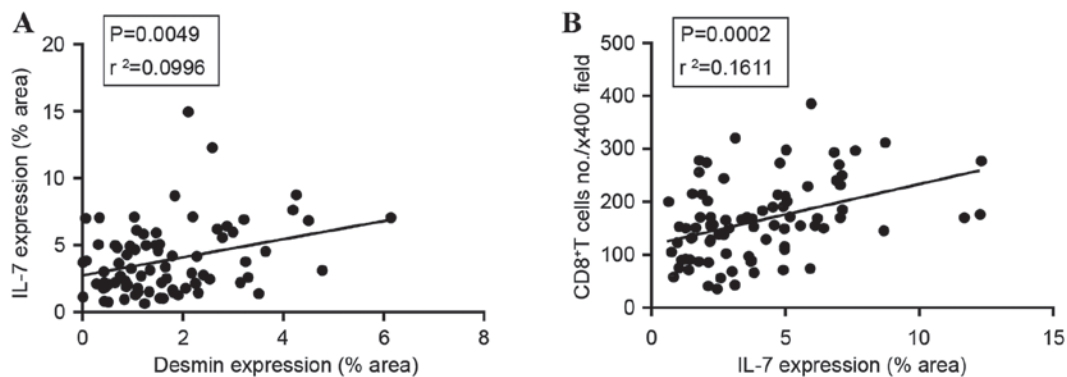 A
P=0.0049
r ²=0.0996
20
15
10
5
0
IL-7 expression (% area)
0 2 4 6 8
Desmin expression (% area)
B
P=0.0002
r ²=0.1611
500
400
300
200
100
0
CD8⁺T cells no./x400 field
0 5 10 15
IL-7 expression (% area)